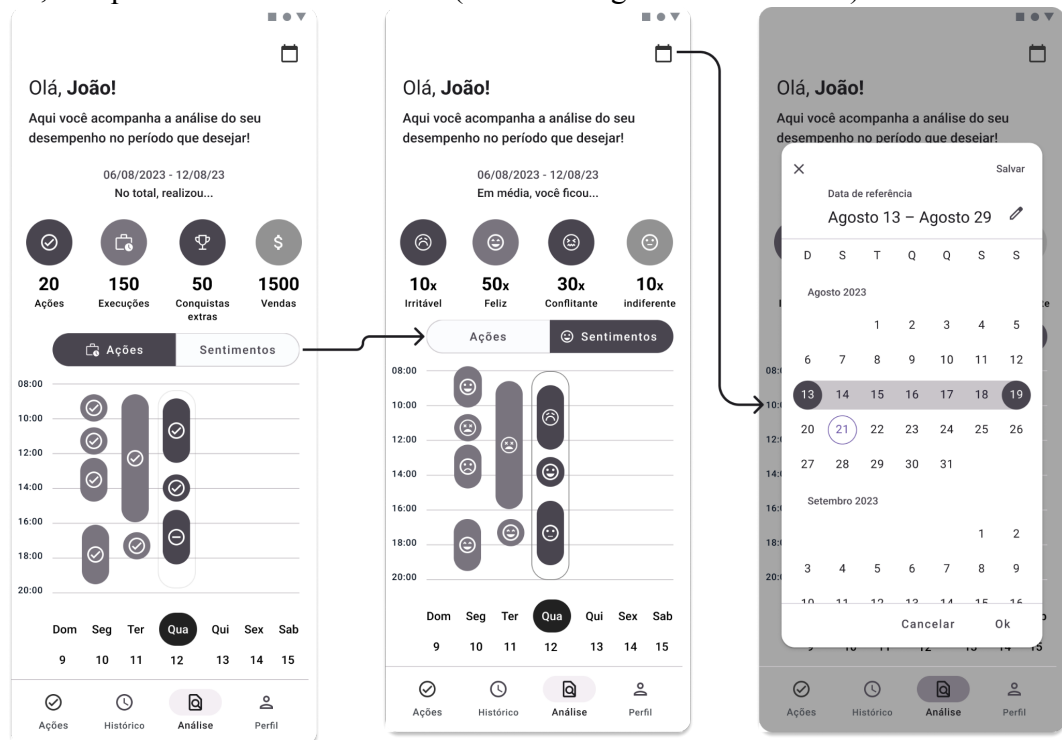 Olá, João!
Aqui você acompanha a análise do seu
desempenho no período que desejar!
06/08/2023 - 12/08/23
No total, realizou...
20
Ações
150
Execuções
50
Conquistas
extras
1500
Vendas
Ações
Sentimentos
08:00
10:00
12:00
14:00
16:00
18:00
20:00
Dom Seg Ter Qua Qui Sex Sab
9 10 11 12 13 14 15
Ações Histórico Análise Perfil
Olá, João!
Aqui você acompanha a análise do seu
desempenho no período que desejar!
06/08/2023 - 12/08/23
Em média, você ficou...
10x
Irritável
50x
Feliz
30x
Conflitante
10x
indiferente
Ações
Sentimentos
08:00
10:00
12:00
14:00
16:00
18:00
20:00
Dom Seg Ter Qua Qui Sex Sab
9 10 11 12 13 14 15
Ações Histórico Análise Perfil
Olá, João!
Aqui você acompanha a análise do seu
desempenho no período que desejar!
Salvar
Data de referência
Agosto 13 – Agosto 29
D S T Q Q S S
Agosto 2023
1 2 3 4 5
6 7 8 9 10 11 12
13 14 15 16 17 18 19
20 21 22 23 24 25 26
27 28 29 30 31
Setembro 2023
1 2
3 4 5 6 7 8 9
10 11 12 13 14 15 16
Cancelar Ok
Ações Histórico Análise Perfil